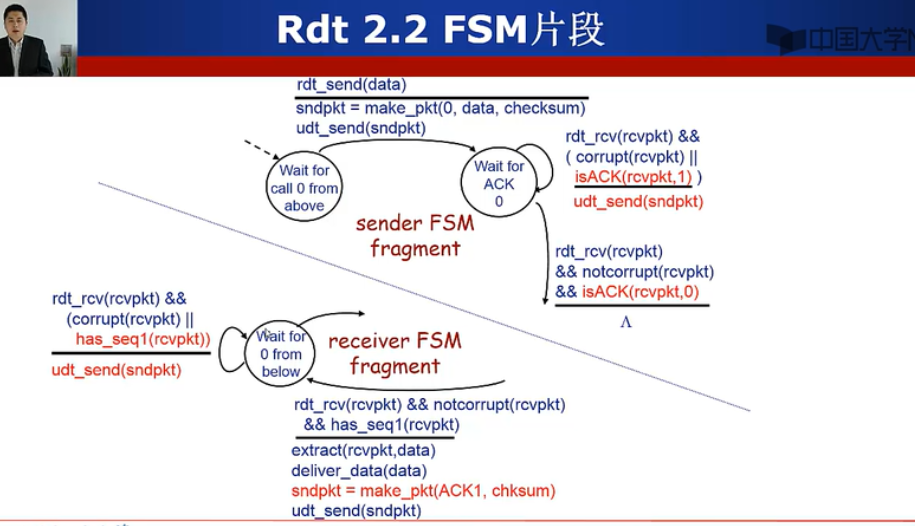 Rdt 2.2 FSM片段
中国大学
rdt_send(data)
sndpkt = make_pkt(0, data, checksum)
udt_send(sndpkt)
Wait for
call 0 from
above
Wait for
ACK
0
rdt_rcv(rcvpkt) &&
( corrupt(rcvpkt) ||
isACK(rcvpkt,1) )
udt_send(sndpkt)
sender FSM
fragment
rdt_rcv(rcvpkt)
&& notcorrupt(rcvpkt)
&& isACK(rcvpkt,0)
Λ
rdt_rcv(rcvpkt) &&
(corrupt(rcvpkt) ||
has_seq1(rcvpkt))
udt_send(sndpkt)
Wait for
0 from
below
receiver FSM
fragment
rdt_rcv(rcvpkt) && notcorrupt(rcvpkt)
&& has_seq1(rcvpkt)
extract(rcvpkt,data)
deliver_data(data)
sndpkt = make_pkt(ACK1, chksum)
udt_send(sndpkt)